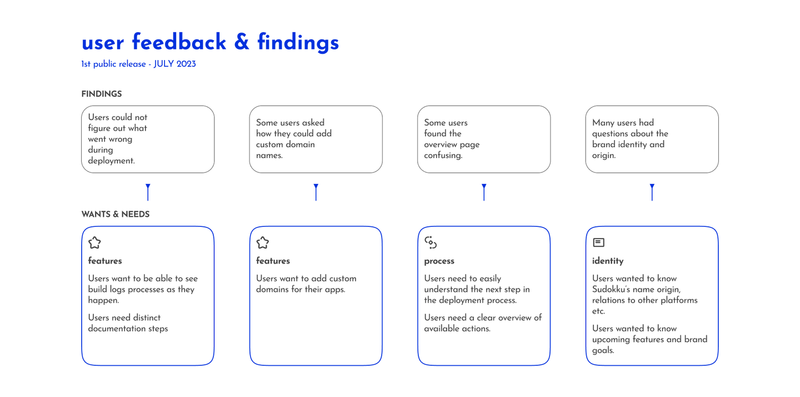 user feedback & findings
1st public release - JULY 2023
FINDINGS
Users could not
figure out what
went wrong
during
deployment.
Some users asked
how they could add
custom domain
names.
Some users
found the
overview page
confusing.
Many users had
questions about the
brand identity and
origin.
WANTS & NEEDS
features
Users want to be able to see
build logs processes as they
happen.
Users need distinct
documentation steps
features
Users want to add custom
domains for their apps.
process
Users need to easily
understand the next step in
the deployment process.
Users need a clear overview of
available actions.
identity
Users wanted to know
Sudokku's name origin,
relations to other platforms
etc.
Users wanted to know
upcoming features and brand
goals.